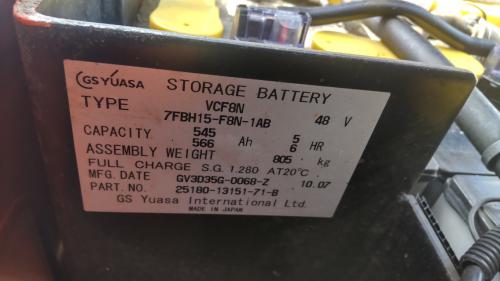 GS YUASA STORAGE BATTERY
TYPE VCF8N
7FBH15-F8N-1AB 48 V
CAPACITY 545 5
566 Ah 6 HR
ASSEMBLY WEIGHT 805 kg
FULL CHARGE S.G. 1.280 AT20℃
MFG. DATE GV3D35G-0068-Z 10.07
PART NO. 25180-13151-71-B
GS Yuasa International Ltd.
MADE IN JAPAN